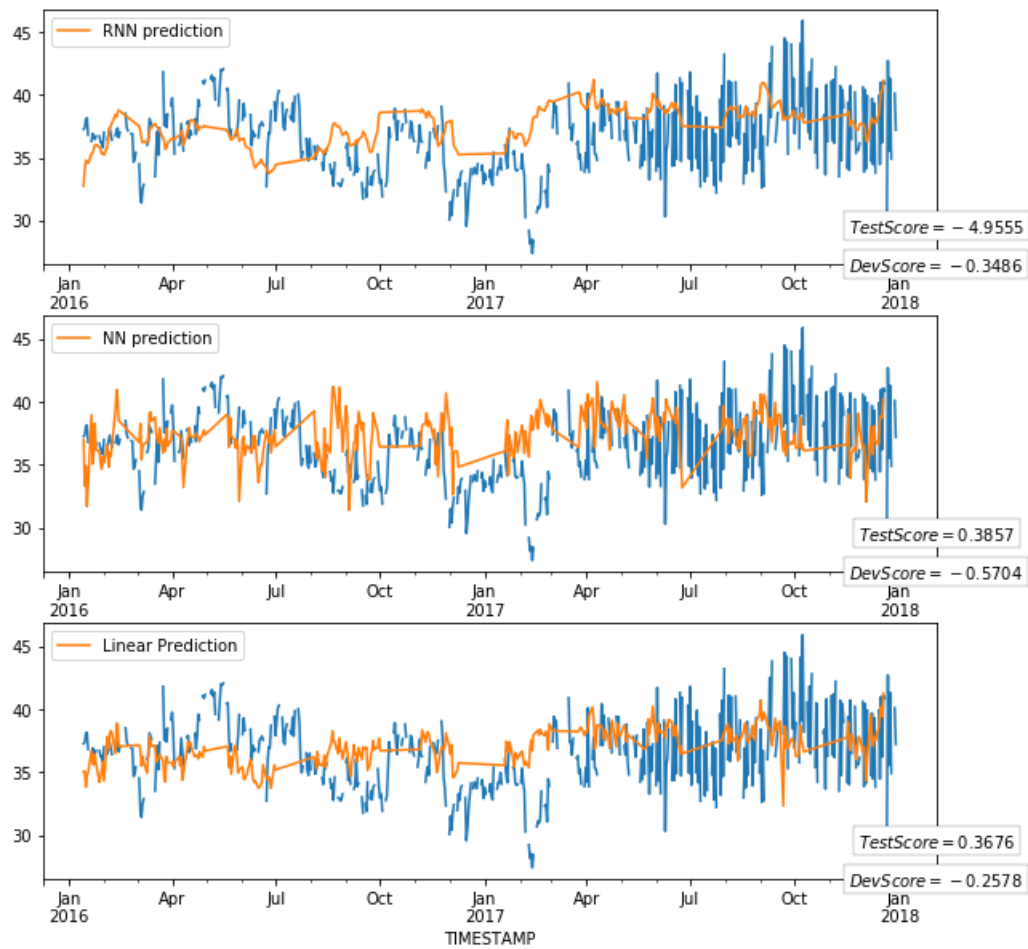 RNN prediction
45
40
35
30
TestScore = −4.9555
DevScore = −0.3486
Jan Apr Jul Oct Jan Apr Jul Oct Jan
2016 2017 2018
NN prediction
45
40
35
30
TestScore = 0.3857
DevScore = −0.5704
Jan Apr Jul Oct Jan Apr Jul Oct Jan
2016 2017 2018
Linear Prediction
45
40
35
30
TestScore = 0.3676
DevScore = −0.2578
Jan Apr Jul Oct Jan Apr Jul Oct Jan
2016 2017 2018
TIMESTAMP